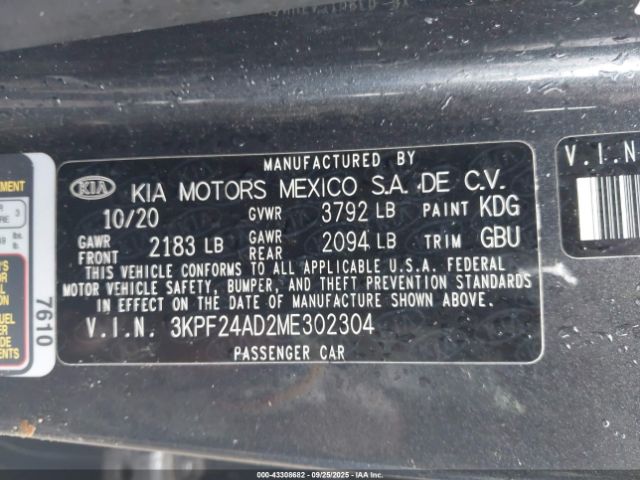 MANUFACTURED BY
KIA KIA MOTORS MEXICO S.A. DE C.V.
10/20 GVWR 3792 LB PAINT KDG
GAWR FRONT 2183 LB GAWR REAR 2094 LB TRIM GBU
THIS VEHICLE CONFORMS TO ALL APPLICABLE U.S.A. FEDERAL
MOTOR VEHICLE SAFETY, BUMPER, AND THEFT PREVENTION STANDARDS
IN EFFECT ON THE DATE OF MANUFACTURE SHOWN ABOVE.
V.I.N. 3KPF24AD2ME302304
PASSENGER CAR
7610
V.I.N
000-43308682 - 09/25/2025 - IAAI.COM